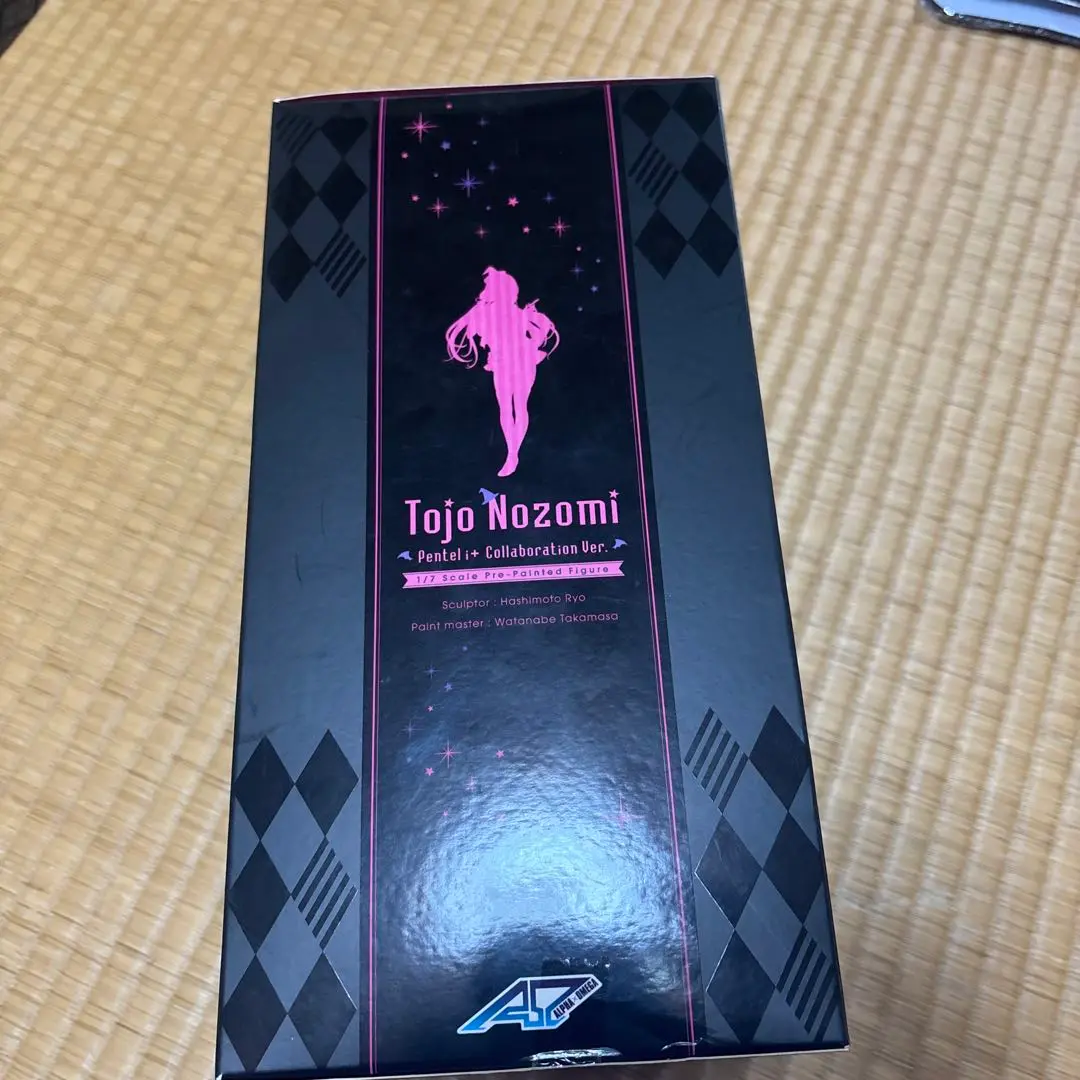 Tojo Nozomi
Pentel i+ Collaboration Ver.
1/7 Scale Pre-Painted Figure
Sculptor : Hashimoto Ryo
Paint master : Watanabe Takamasa
AΩ ALPHA×OMEGA